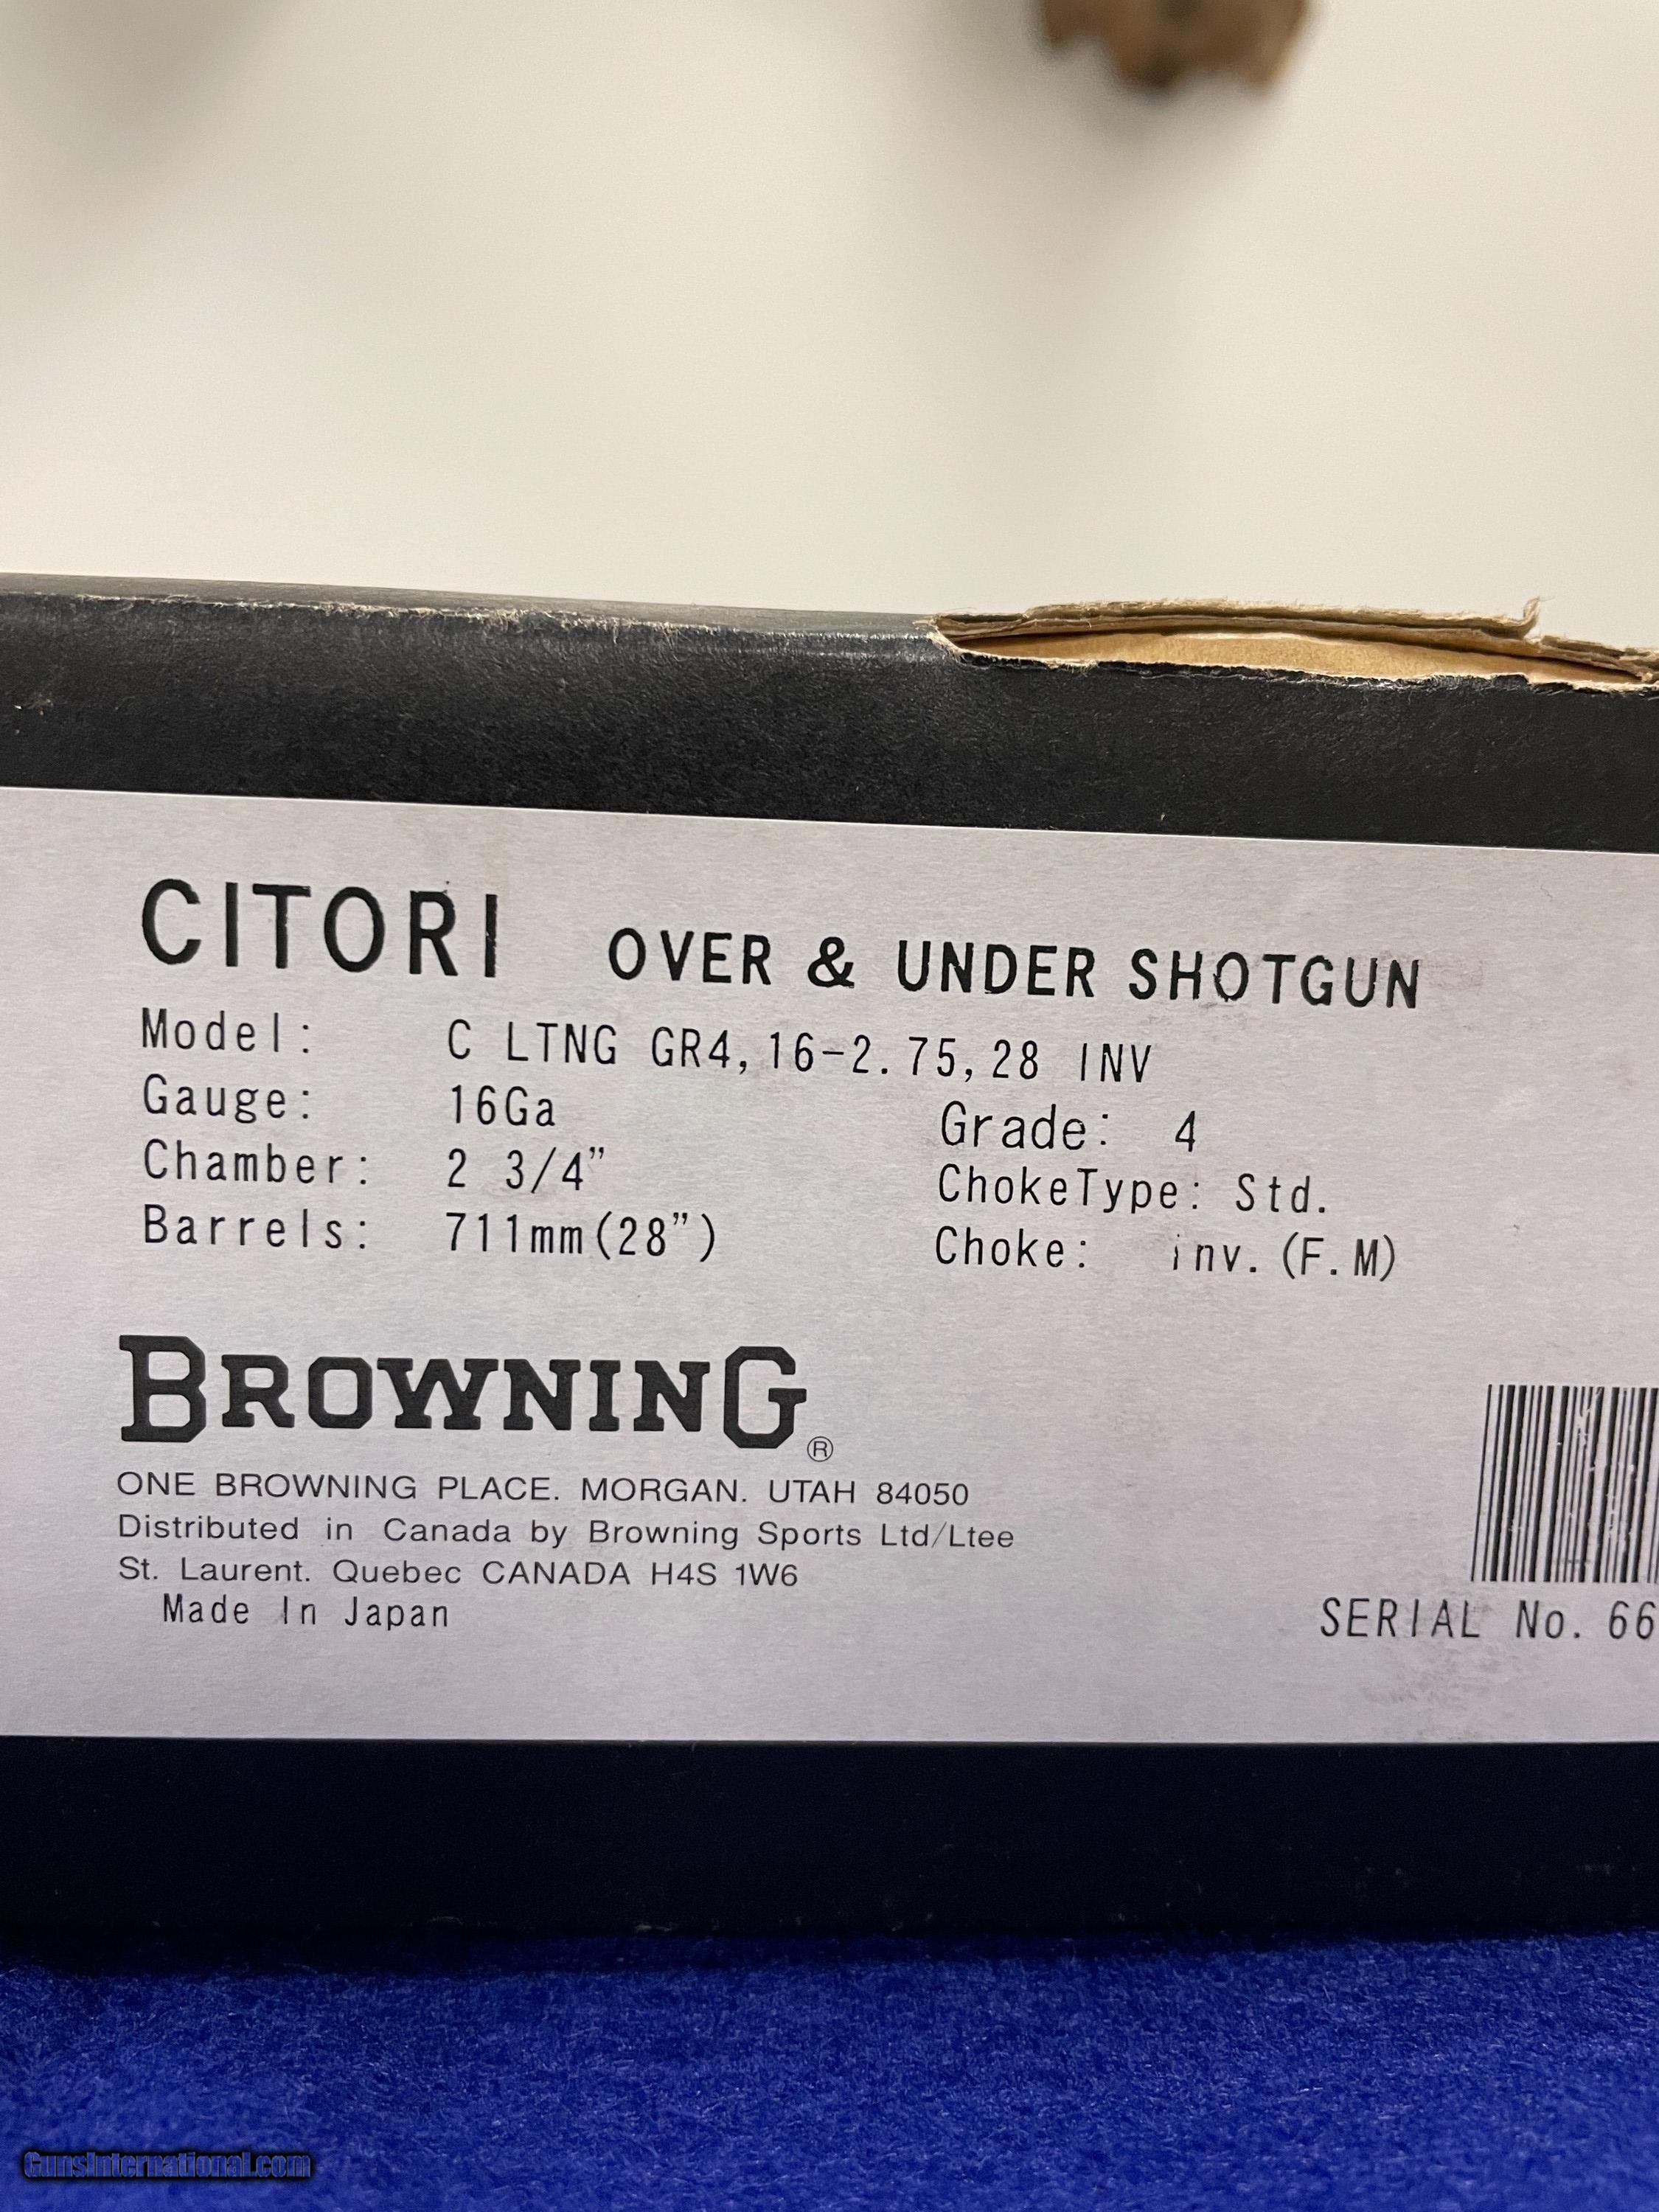 CITORI OVER & UNDER SHOTGUN
Model: C LTNG GR4,16-2.75,28 INV
Gauge: 16Ga Grade: 4
Chamber: 2 3/4” ChokeType: Std.
Barrels: 711mm(28”) Choke: inv.(F.M)
BROWNING®
ONE BROWNING PLACE. MORGAN. UTAH 84050
Distributed in Canada by Browning Sports Ltd/Ltee
St. Laurent. Quebec CANADA H4S 1W6
Made In Japan
SERIAL No. 66
GunsInternational.com